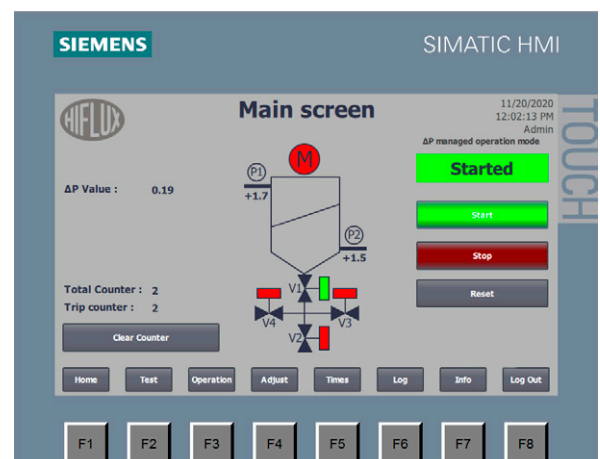 SIEMENS
SIMATIC HMI
TOUCH
HIFLUX
Main screen
11/20/2020
12:02:13 PM
Admin
ΔP managed operation mode
Started
M
P1
+1.7
ΔP Value : 0.19
Start
P2
+1.5
Stop
Total Counter : 2
Trip counter : 2
V1
Reset
V4
V3
V2
Clear Counter
Home Test Operation Adjust Times Log Info Log Out
F1 F2 F3 F4 F5 F6 F7 F8